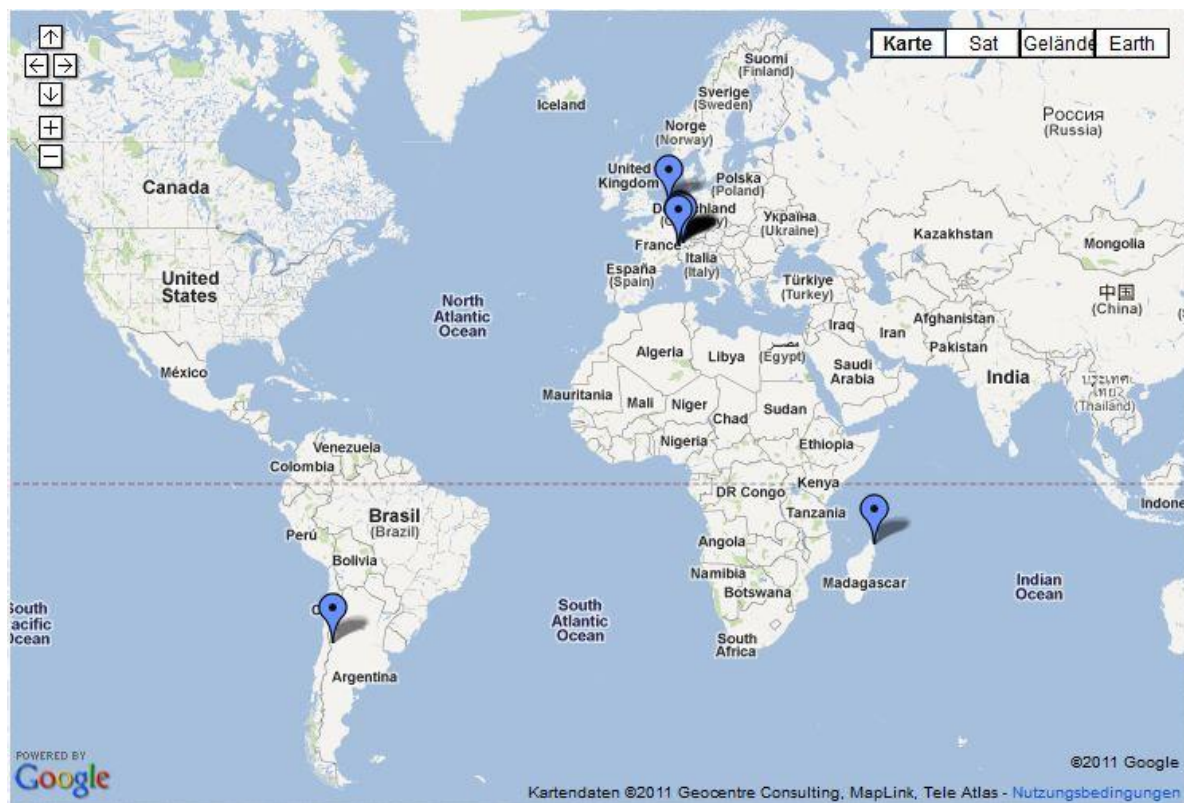 Karte Sat Gelände Earth
Suomi
(Finland)
Iceland
Sverige
(Sweden)
Norge
(Norway)
Россия
(Russia)
Canada
United
Kingdom
Polska
(Poland)
Україна
(Ukraine)
France
Italia
(Italy)
España
(Spain)
Türkiye
(Turkey)
Kazakhstan
Mongolia
中国
(China)
United
States
North
Atlantic
Ocean
Iraq
Iran
Afghanistan
Pakistan
Algeria
Libya
(Egypt)
Saudi
Arabia
India
(Thailand)
México
Mauritania
Mali
Niger
Chad
Sudan
Nigeria
Ethiopia
Venezuela
Colombia
DR Congo
Kenya
Tanzania
Indone
Brasil
(Brazil)
Perú
Bolivia
Angola
Namibia
Botswana
Madagascar
Indian
Ocean
South
Atlantic
Ocean
South
acific
Ocean
South
Africa
Argentina
POWERED BY
Google
©2011 Google
Kartendaten ©2011 Geocentre Consulting, MapLink, Tele Atlas - Nutzungsbedingungen